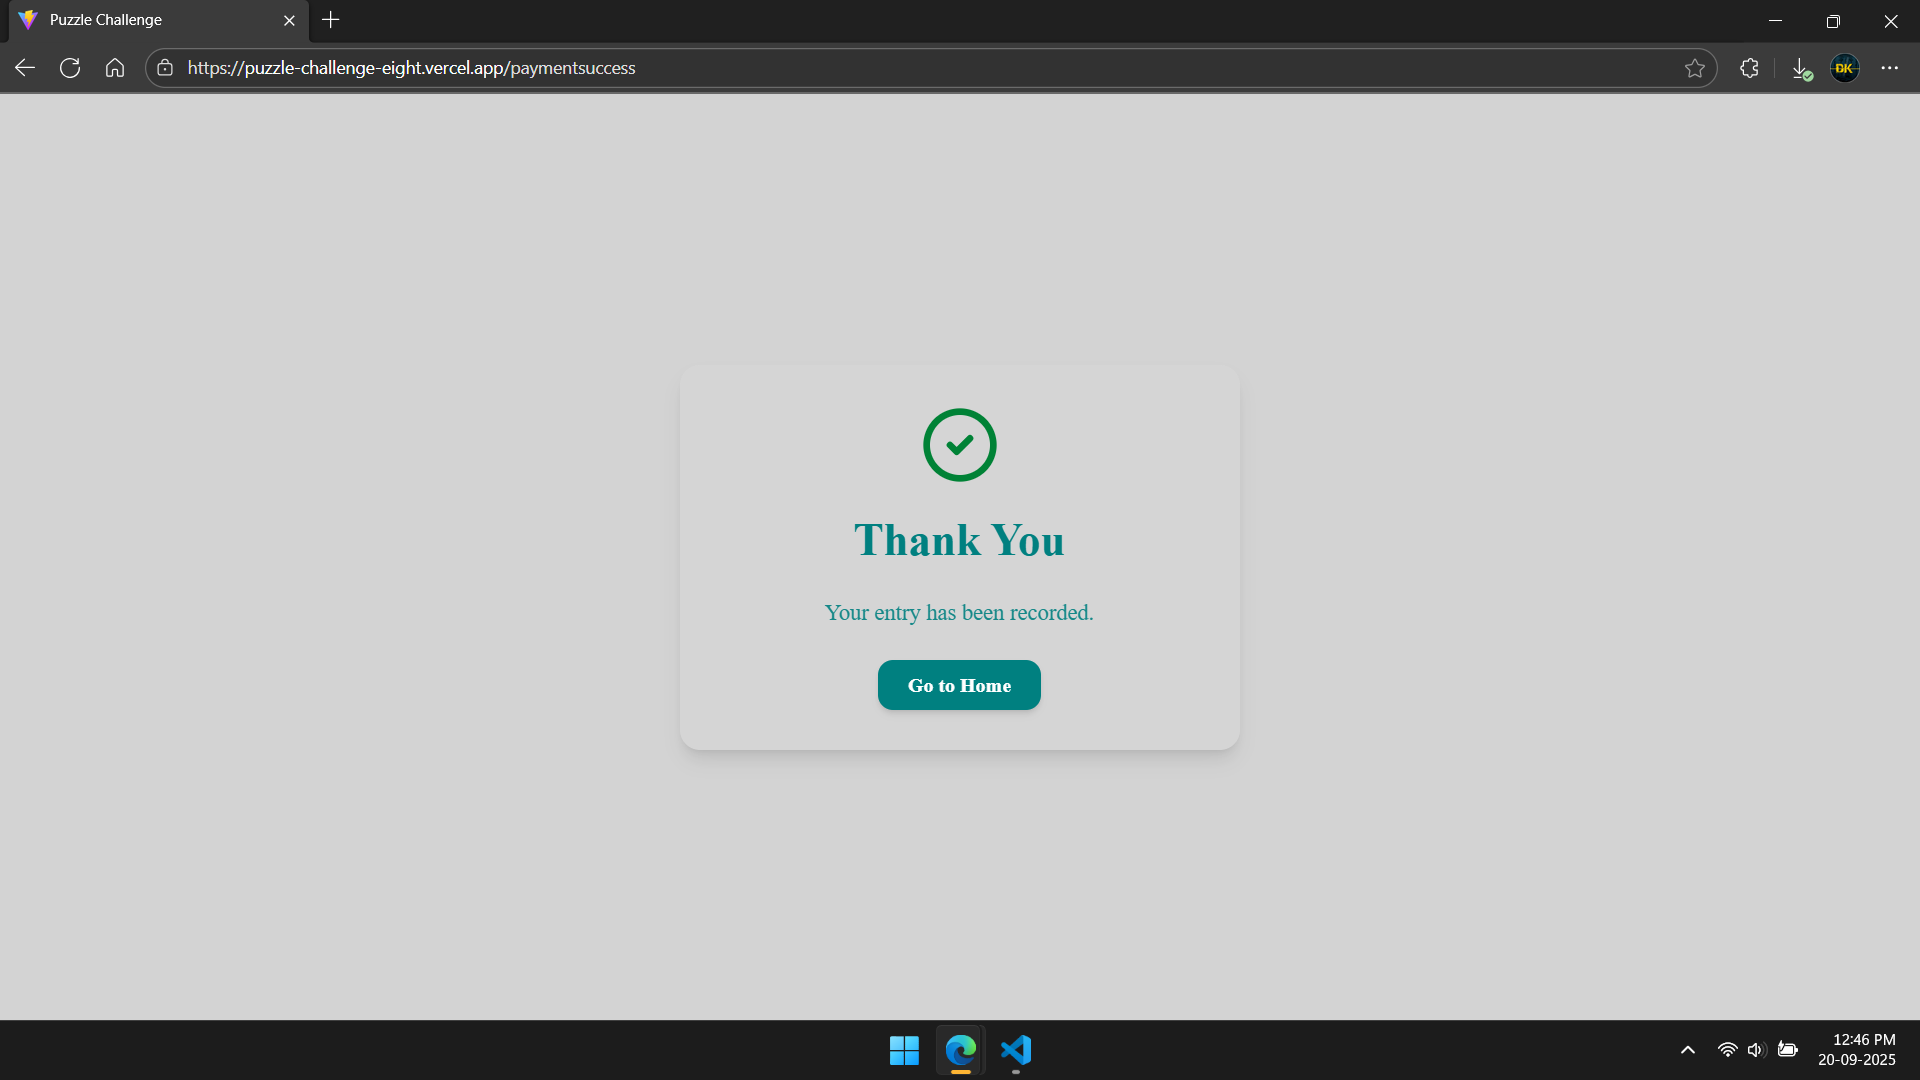 Puzzle Challenge
https://puzzle-challenge-eight.vercel.app/paymentsuccess
DK
Thank You
Your entry has been recorded.
Go to Home
12:46 PM
20-09-2025